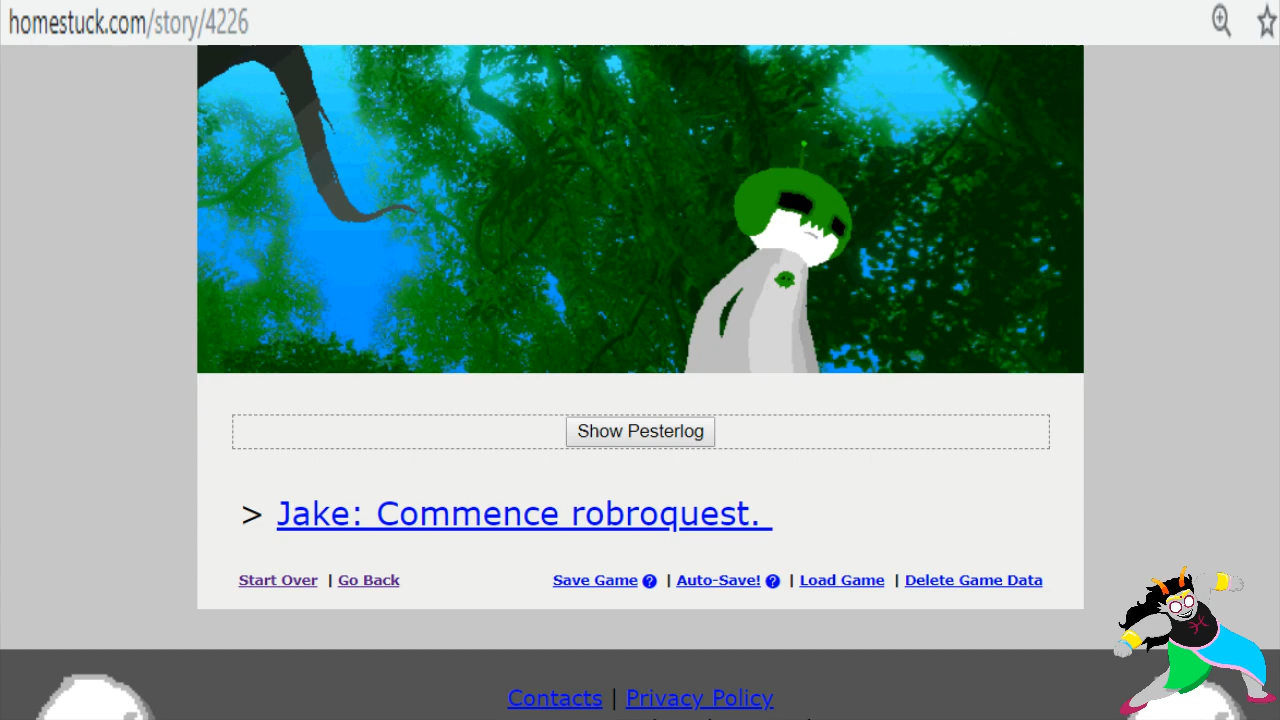 homestuck.com/story/4226
Show Pesterlog
> Jake: Commence robroquest.
Start Over | Go Back Save Game ? | Auto-Save! ? | Load Game | Delete Game Data
Contacts | Privacy Policy